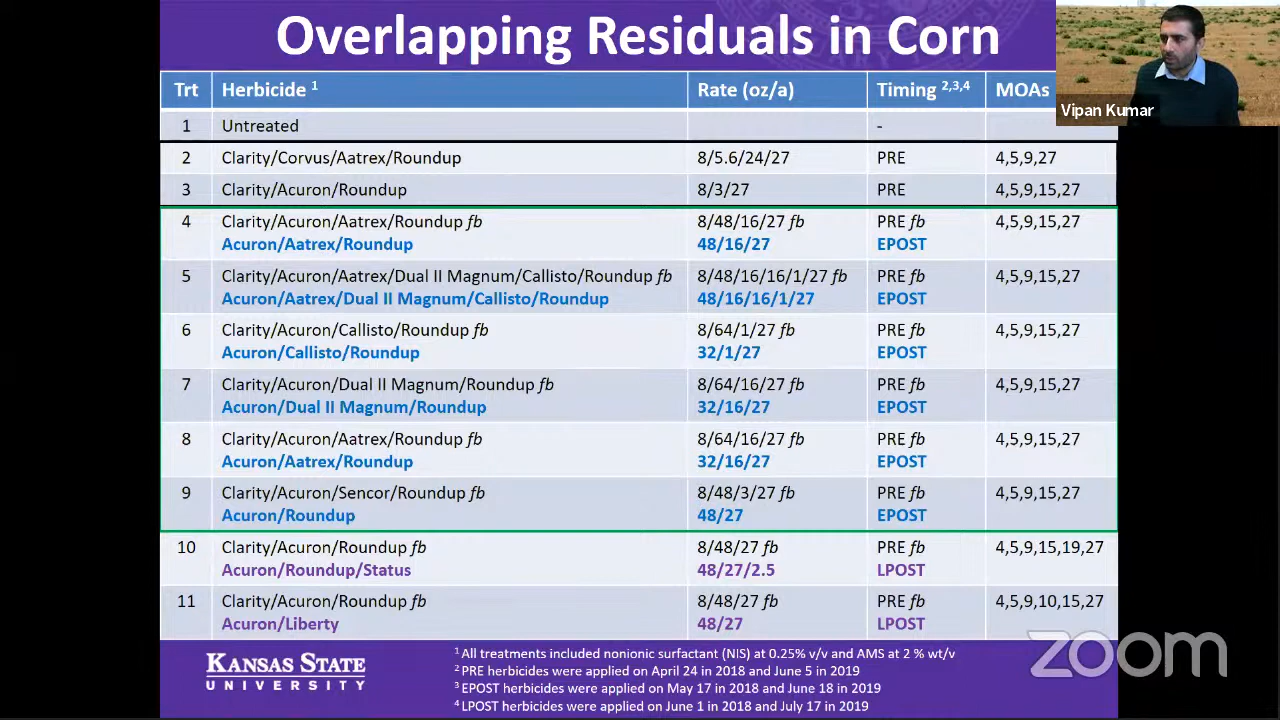 Overlapping Residuals in Corn
Trt Herbicide 1 Rate (oz/a) Timing 2,3,4 MOAs
Vipan Kumar
1 Untreated -
2 Clarity/Corvus/Aatrex/Roundup 8/5.6/24/27 PRE 4,5,9,27
3 Clarity/Acuron/Roundup 8/3/27 PRE 4,5,9,15,27
4 Clarity/Acuron/Aatrex/Roundup fb 8/48/16/27 fb PRE fb 4,5,9,15,27
Acuron/Aatrex/Roundup 48/16/27 EPOST
5 Clarity/Acuron/Aatrex/Dual II Magnum/Callisto/Roundup fb 8/48/16/16/1/27 fb PRE fb 4,5,9,15,27
Acuron/Aatrex/Dual II Magnum/Callisto/Roundup 48/16/16/1/27 EPOST
6 Clarity/Acuron/Callisto/Roundup fb 8/64/1/27 fb PRE fb 4,5,9,15,27
Acuron/Callisto/Roundup 32/1/27 EPOST
7 Clarity/Acuron/Dual II Magnum/Roundup fb 8/64/16/27 fb PRE fb 4,5,9,15,27
Acuron/Dual II Magnum/Roundup 32/16/27 EPOST
8 Clarity/Acuron/Aatrex/Roundup fb 8/64/16/27 fb PRE fb 4,5,9,15,27
Acuron/Aatrex/Roundup 32/16/27 EPOST
9 Clarity/Acuron/Sencor/Roundup fb 8/48/3/27 fb PRE fb 4,5,9,15,27
Acuron/Roundup 48/27 EPOST
10 Clarity/Acuron/Roundup fb 8/48/27 fb PRE fb 4,5,9,15,19,27
Acuron/Roundup/Status 48/27/2.5 LPOST
11 Clarity/Acuron/Roundup fb 8/48/27 fb PRE fb 4,5,9,10,15,27
Acuron/Liberty 48/27 LPOST
KANSAS STATE
UNIVERSITY
1 All treatments included nonionic surfactant (NIS) at 0.25% v/v and AMS at 2 % wt/v
2 PRE herbicides were applied on April 24 in 2018 and June 5 in 2019
3 EPOST herbicides were applied on May 17 in 2018 and June 18 in 2019
4 LPOST herbicides were applied on June 1 in 2018 and July 17 in 2019
zoom